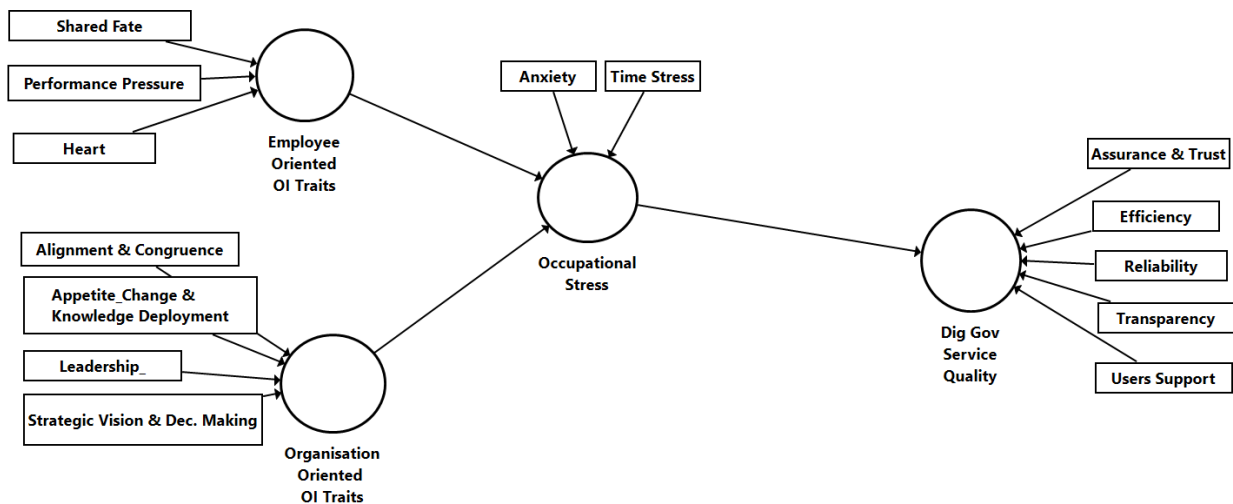 Shared Fate
Performance Pressure
Heart
Employee
Oriented
OI Traits
Anxiety
Time Stress
Occupational
Stress
Alignment & Congruence
Appetite_Change &
Knowledge Deployment
Leadership_
Strategic Vision & Dec. Making
Organisation
Oriented
OI Traits
Assurance & Trust
Efficiency
Reliability
Transparency
Users Support
Dig Gov
Service
Quality